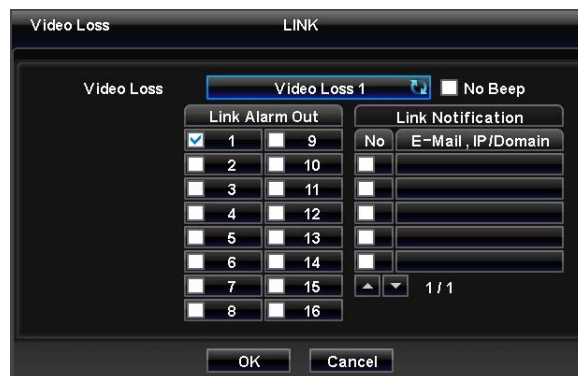 Video Loss LINK
Video Loss Video Loss 1 No Beep
Link Alarm Out Link Notification
1 9 No E-Mail , IP/Domain
2 10
3 11
4 12
5 13
6 14
7 15 1 / 1
8 16
OK Cancel